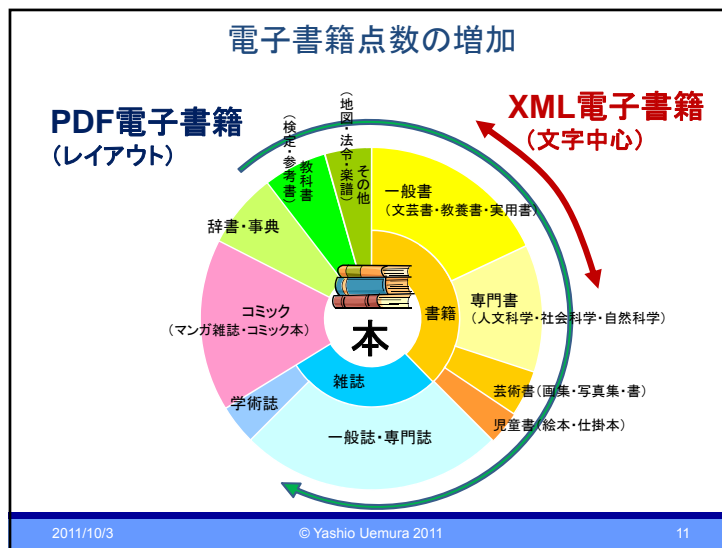 電子書籍点数の増加
PDF電子書籍
(レイアウト)
XML電子書籍
(文字中心)
その他
(地図・法令・楽譜)
教科書
(検定・参考書)
辞書・事典
コミック
(マンガ雑誌・コミック本)
学術誌
雑誌
一般誌・専門誌
本
書籍
一般書
(文芸書・教養書・実用書)
専門書
(人文科学・社会科学・自然科学)
芸術書(画集・写真集・書)
児童書(絵本・仕掛本)
2011/10/3
© Yashio Uemura 2011
11